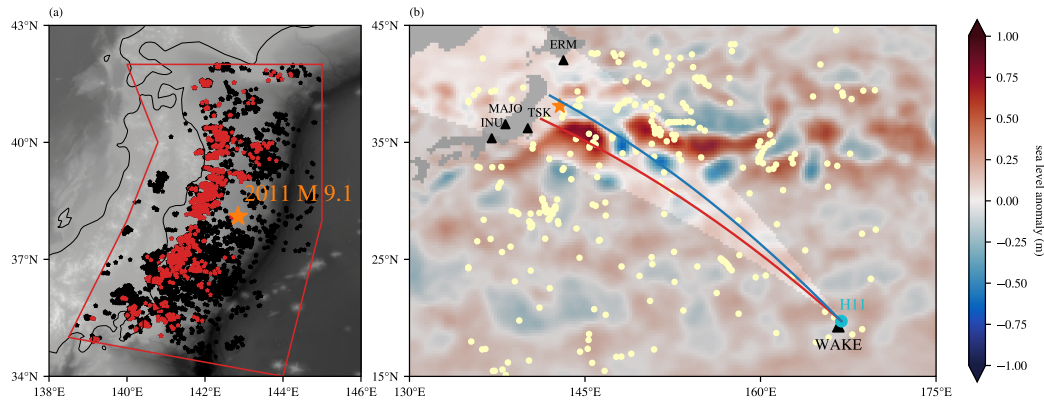 (a)
43°N
40°N
37°N
34°N
138°E
140°E
142°E
144°E
146°E
2011 M 9.1
(b)
45°N
35°N
25°N
15°N
130°E
145°E
160°E
175°E
ERM
MAJO
TSK
INU
H11
WAKE
1.00
0.75
0.50
0.25
0.00
−0.25
−0.50
−0.75
−1.00
sea level anomaly (m)